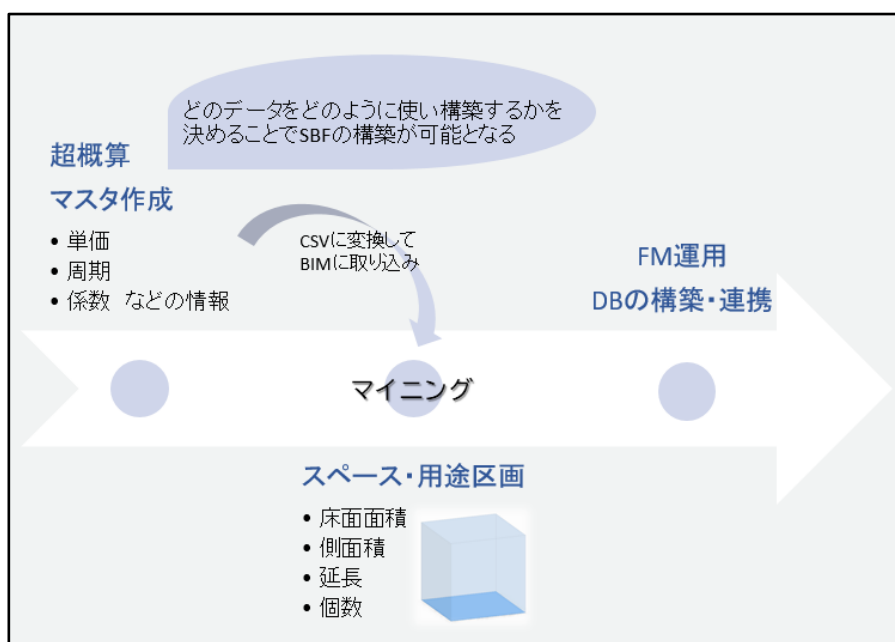 どのデータをどのように使い構築するかを
決めることでSBFの構築が可能となる
超概算
マスタ作成
• 単価
• 周期
• 係数 などの情報
CSVに変換して
BIMに取り込み
FM運用
DBの構築・連携
マイニング
スペース・用途区画
• 床面面積
• 側面積
• 延長
• 個数